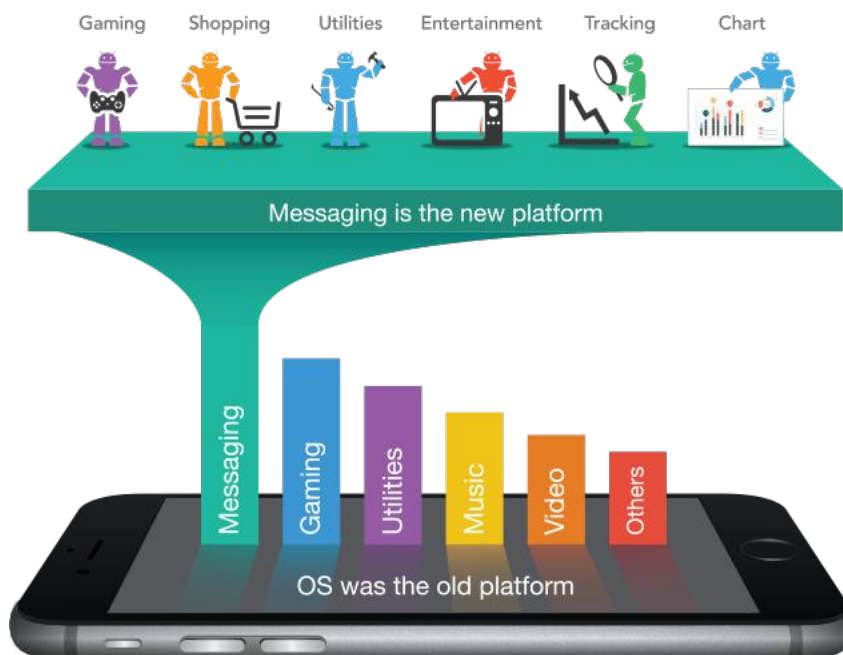 Gaming
Shopping
Utilities
Entertainment
Tracking
Chart
Messaging is the new platform
Messaging
Gaming
Utilities
Music
Video
Others
OS was the old platform